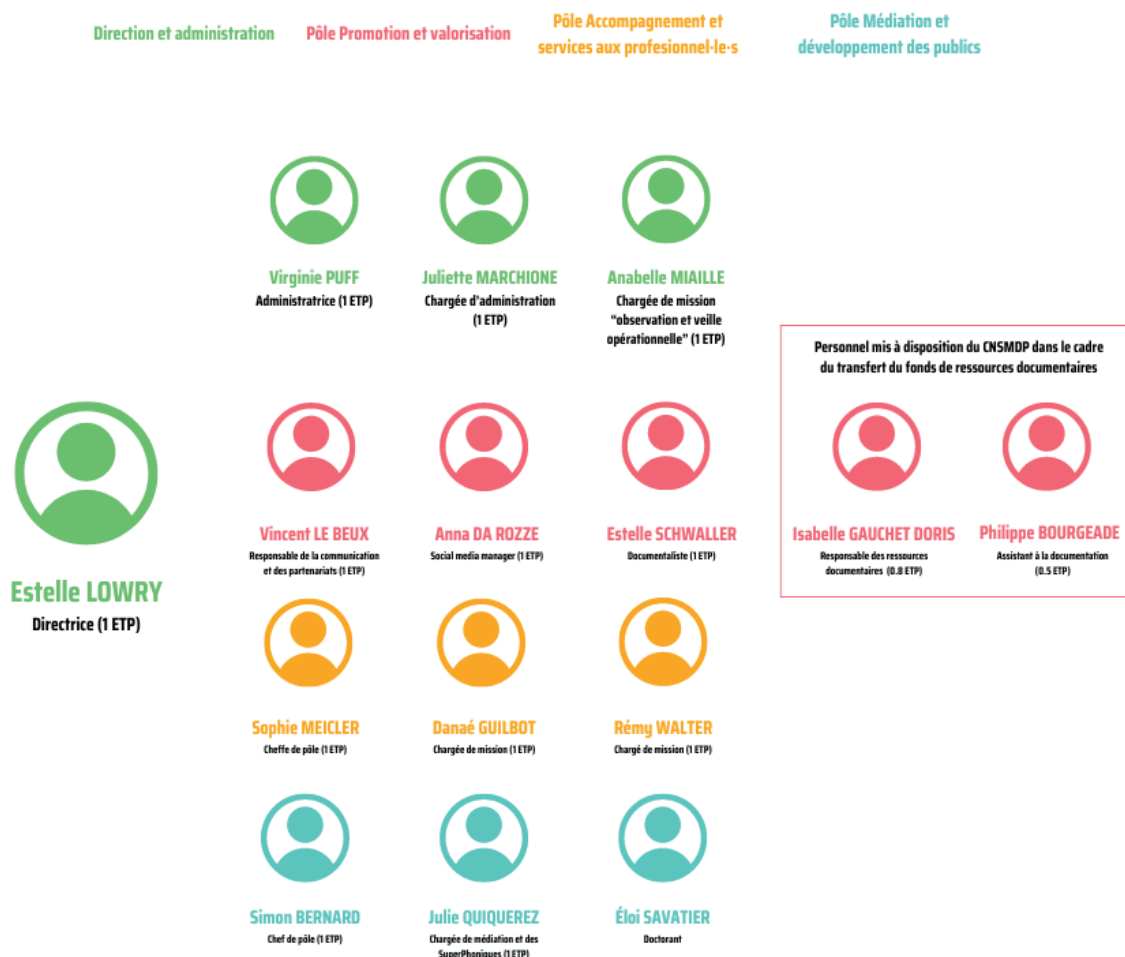 Direction et administration
Pôle Promotion et valorisation
Pôle Accompagnement et
services aux profesionnel·le·s
Pôle Médiation et
développement des publics
Virginie PUFF
Administratrice (1 ETP)
Juliette MARCHIONE
Chargée d'administration
(1 ETP)
Anabelle MIAILLE
Chargée de mission
"observation et veille
opérationnelle" (1 ETP)
Personnel mis à disposition du CNSMDP dans le cadre
du transfert du fonds de ressources documentaires
Estelle LOWRY
Directrice (1 ETP)
Vincent LE BEUX
Responsable de la communication
et des partenariats (1 ETP)
Anna DA ROZZE
Social media manager (1 ETP)
Estelle SCHWALLER
Documentaliste (1 ETP)
Isabelle GAUCHET DORIS
Responsable des ressources
documentaires (0.8 ETP)
Philippe BOURGEADE
Assistant à la documentation
(0.5 ETP)
Sophie MEICLER
Cheffe de pôle (1 ETP)
Danaé GUILBOT
Chargée de mission (1 ETP)
Rémy WALTER
Chargé de mission (1 ETP)
Simon BERNARD
Chef de pôle (1 ETP)
Julie QUIQUEREZ
Chargée de médiation et des
SuperPhoniques (1 ETP)
Éloi SAVATIER
Doctorant